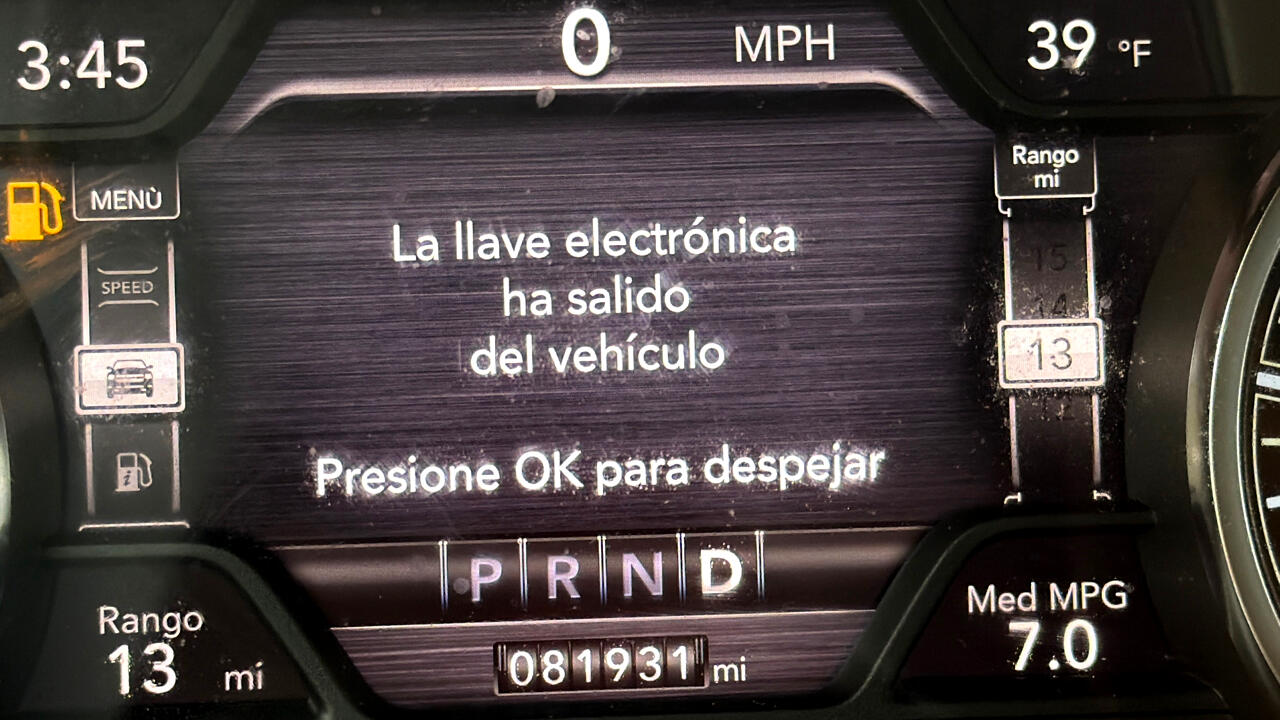 3:45
0 MPH
39 °F
MENÙ
SPEED
Rango
mi
15
14
13
12
La llave electrónica
ha salido
del vehículo
Presione OK para despejar
P R N D
Rango
13 mi
081931 mi
Med MPG
7.0